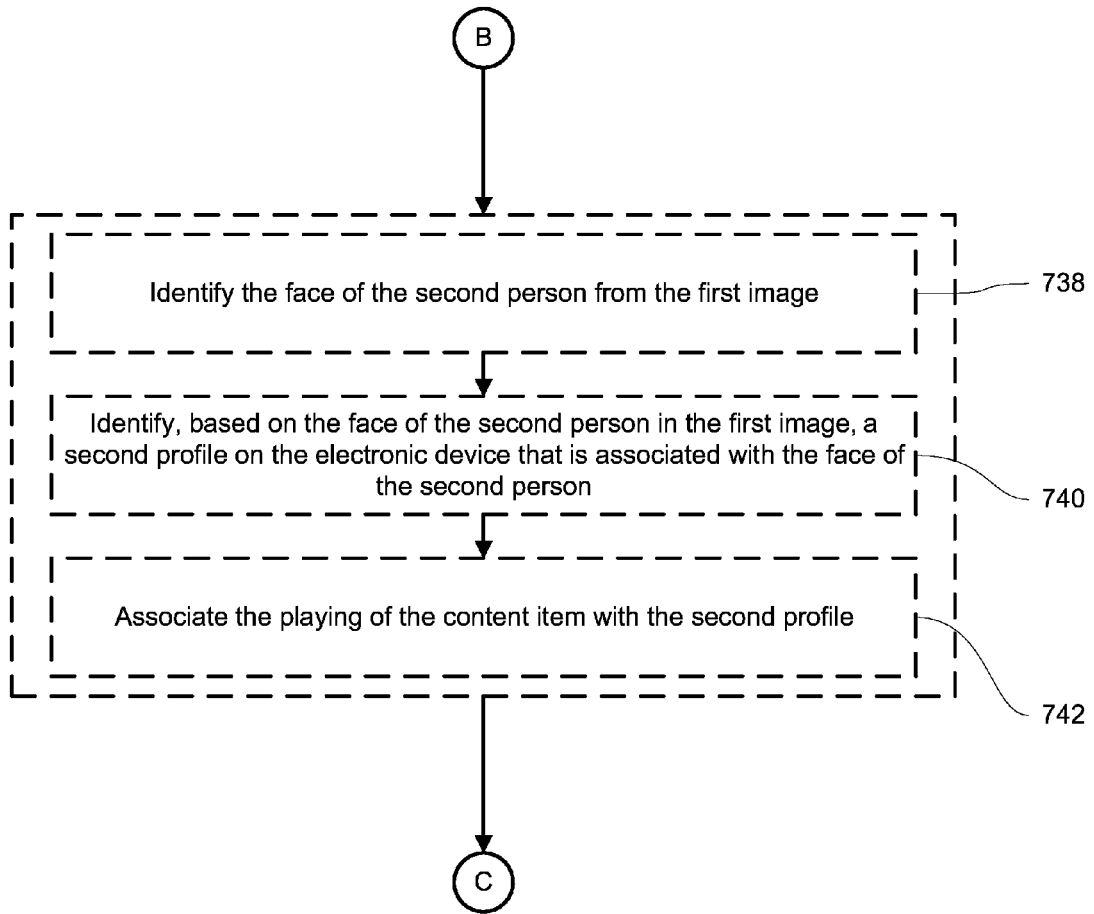 B
Identify the face of the second person from the first image
738
Identify, based on the face of the second person in the first image, a
second profile on the electronic device that is associated with the face of
the second person
740
Associate the playing of the content item with the second profile
742
C